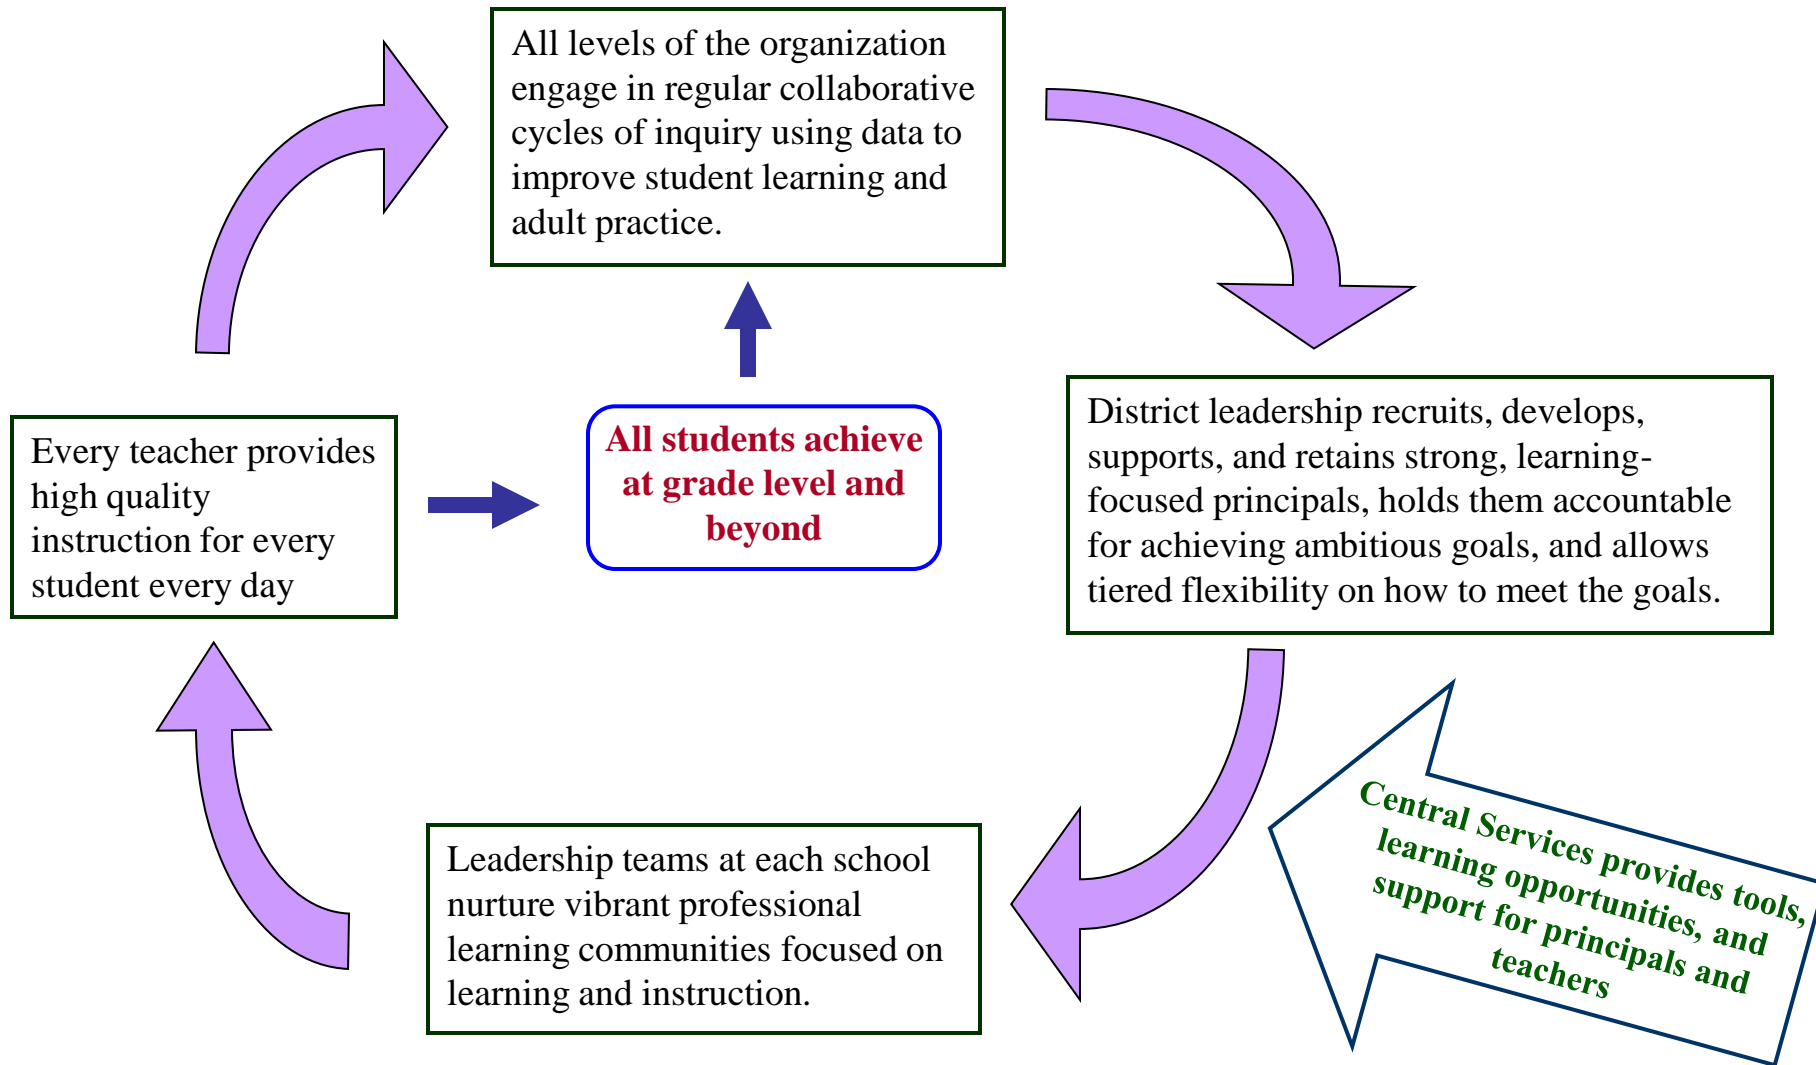 All levels of the organization
engage in regular collaborative
cycles of inquiry using data to
improve student learning and
adult practice.
District leadership recruits, develops,
supports, and retains strong, learning-
focused principals, holds them accountable
for achieving ambitious goals, and allows
tiered flexibility on how to meet the goals.
All students achieve
at grade level and
beyond
Every teacher provides
high quality
instruction for every
student every day
Central Services provides tools,
learning opportunities, and
support for principals and
teachers
Leadership teams at each school
nurture vibrant professional
learning communities focused on
learning and instruction.